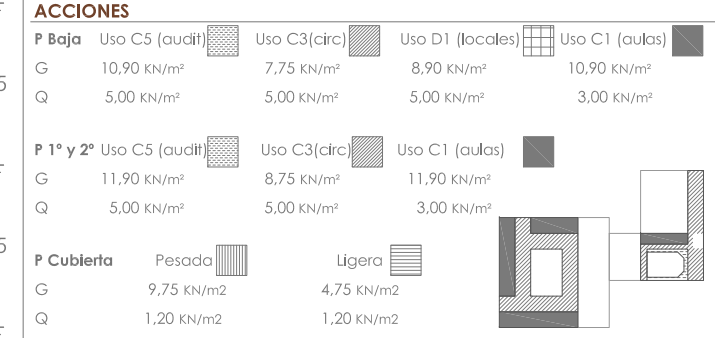 ACCIONES
P Baja Uso C5 (audit) Uso C3(circ) Uso D1 (locales) Uso C1 (aulas)
G 10,90 KN/m² 7,75 KN/m² 8,90 KN/m² 10,90 KN/m²
Q 5,00 KN/m² 5,00 KN/m² 5,00 KN/m² 3,00 KN/m²
P 1º y 2º Uso C5 (audit) Uso C3(circ) Uso C1 (aulas)
G 11,90 KN/m² 8,75 KN/m² 11,90 KN/m²
Q 5,00 KN/m² 5,00 KN/m² 3,00 KN/m²
P Cubierta Pesada Ligera
G 9,75 KN/m2 4,75 KN/m2
Q 1,20 KN/m2 1,20 KN/m2